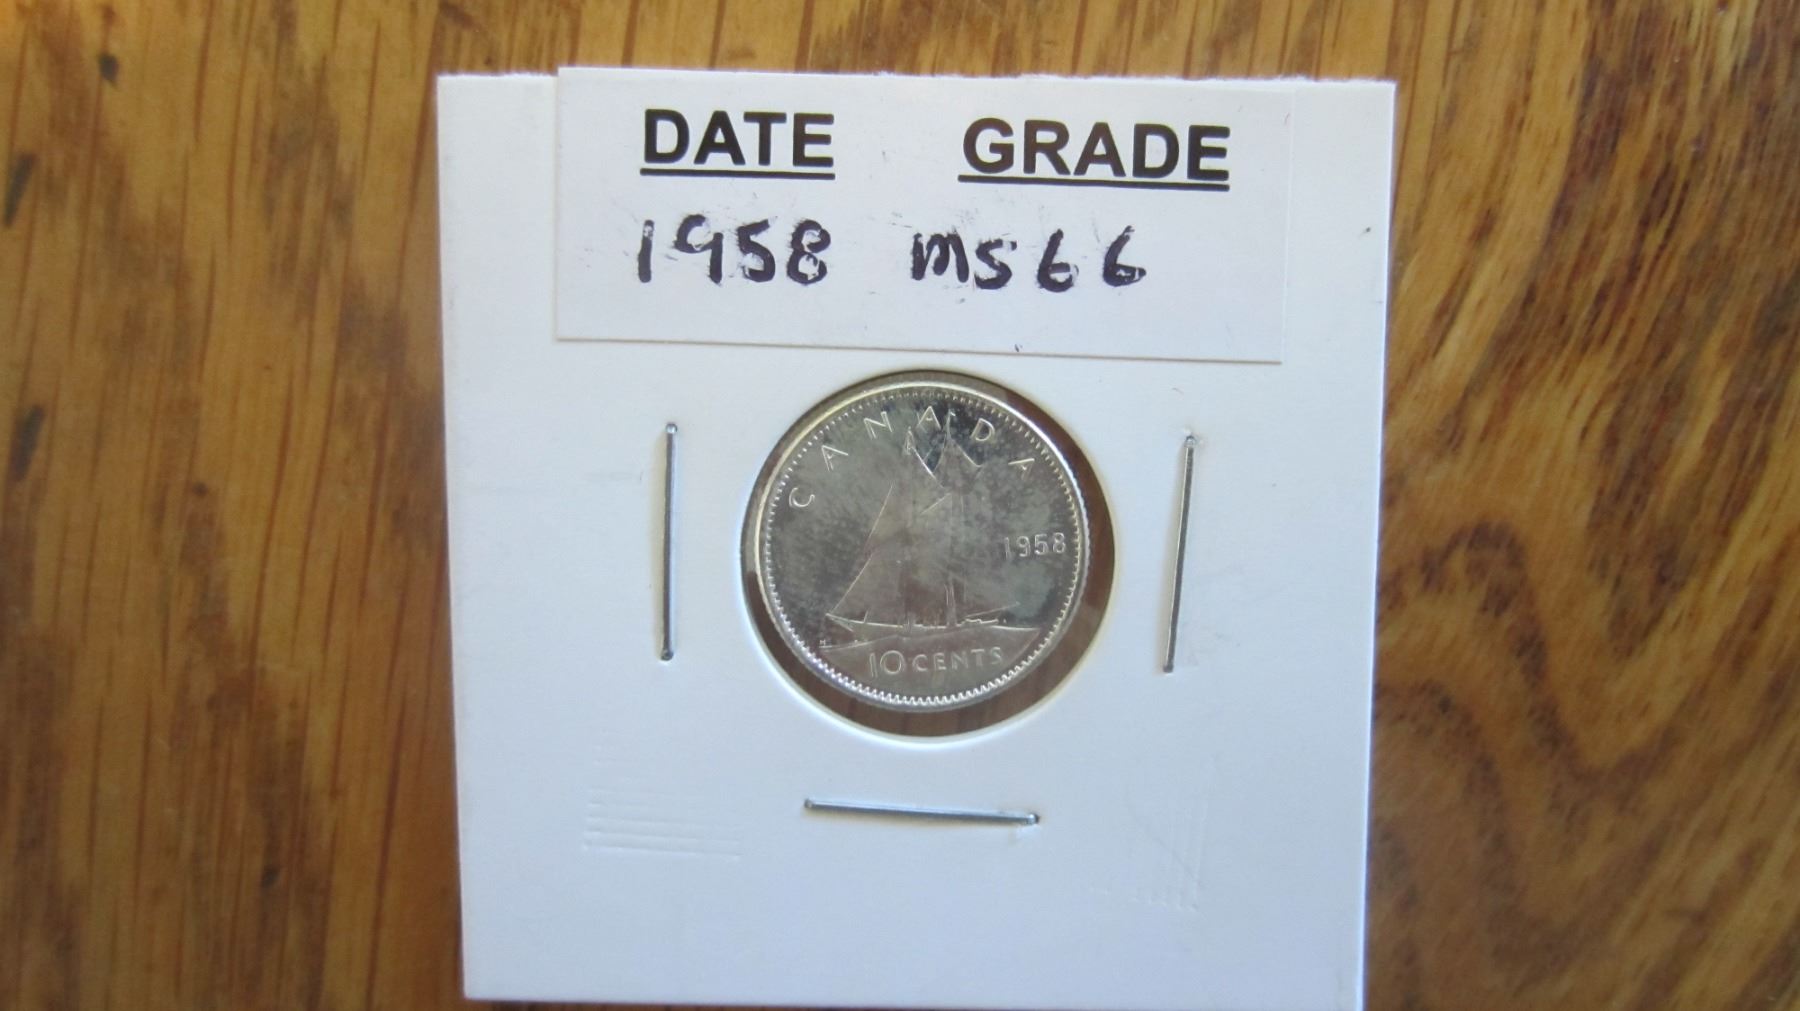 DATE GRADE
1958 MS66
CANADA
1958
H
10 CENTS